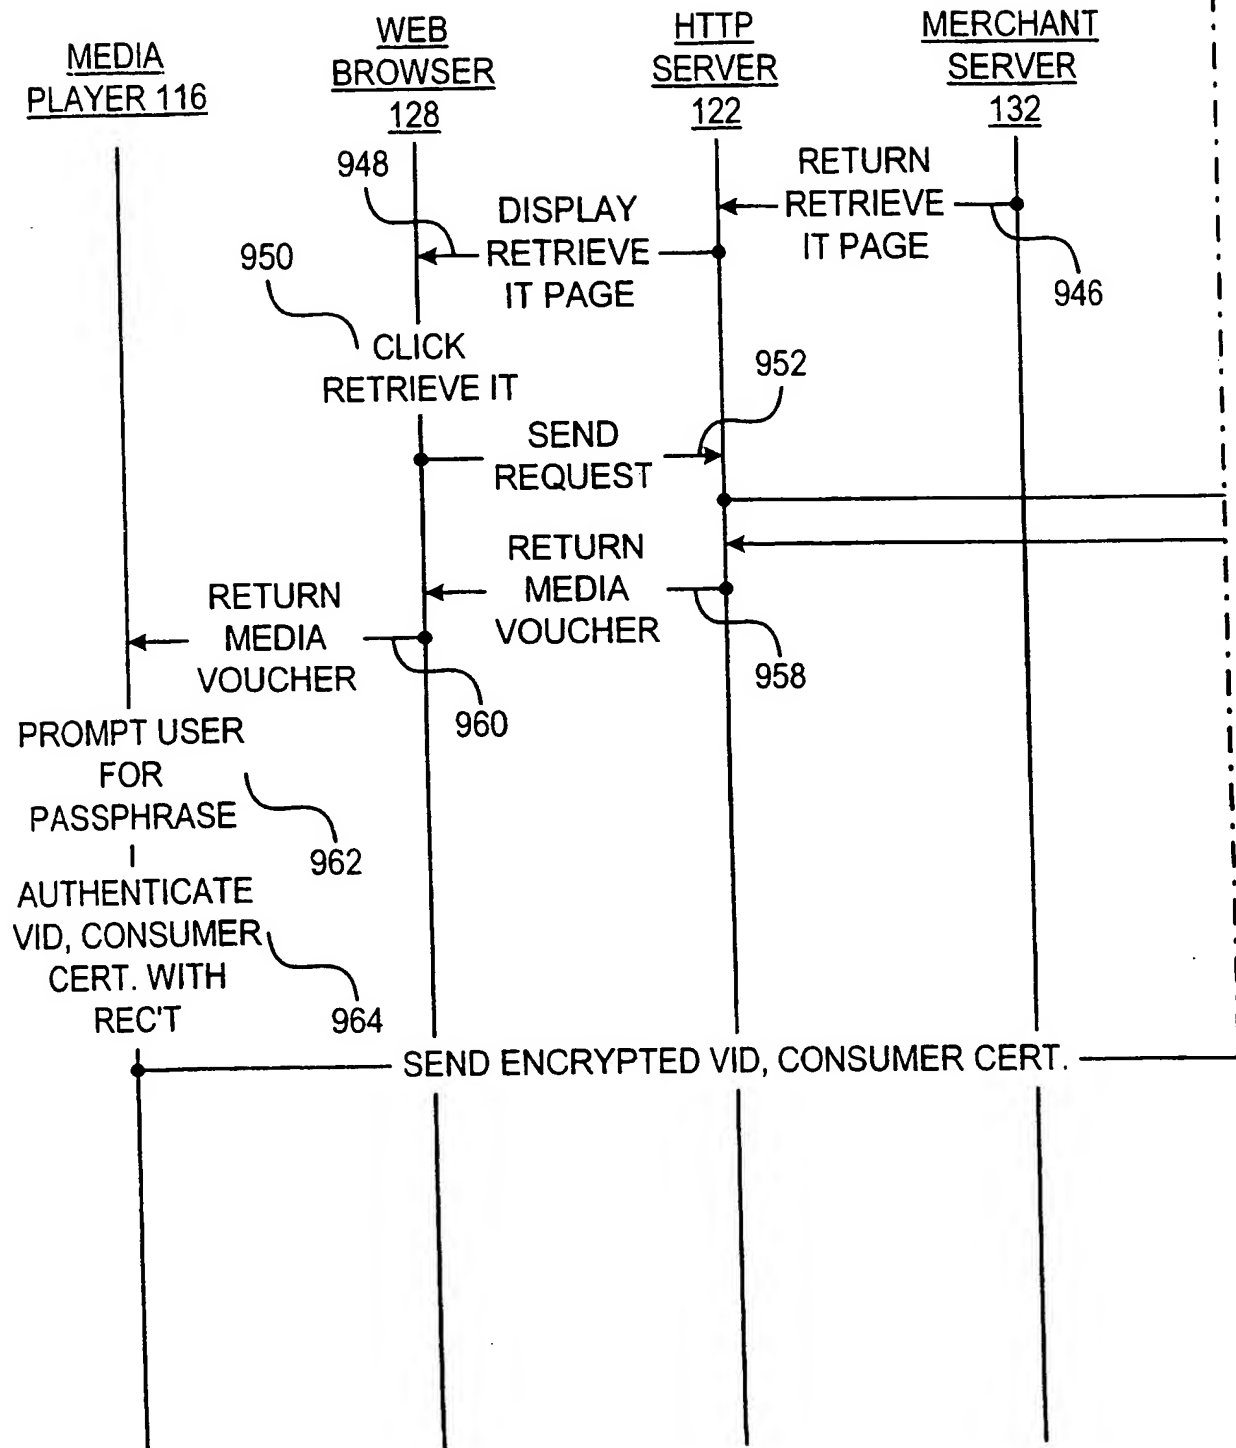 MEDIA
PLAYER 116
WEB
BROWSER
128
HTTP
SERVER
122
MERCHANT
SERVER
132
948
RETURN
RETRIEVE
IT PAGE
946
DISPLAY
RETRIEVE
IT PAGE
950
CLICK
RETRIEVE IT
952
SEND
REQUEST
RETURN
MEDIA
VOUCHER
958
RETURN
MEDIA
VOUCHER
960
PROMPT USER
FOR
PASSPHRASE
962
AUTHENTICATE
VID, CONSUMER
CERT. WITH
REC'T
964
SEND ENCRYPTED VID, CONSUMER CERT.